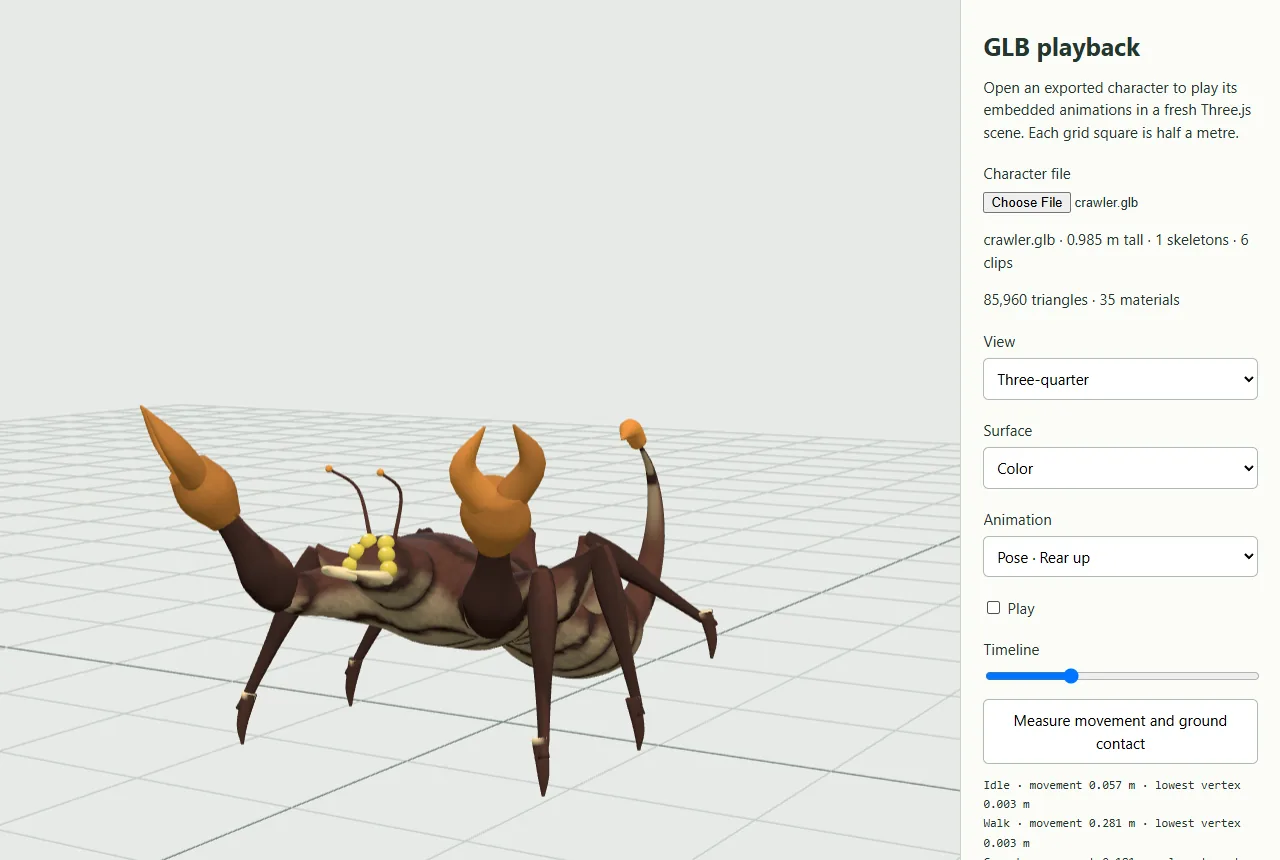 GLB playback
Open an exported character to play its
embedded animations in a fresh Three.js
scene. Each grid square is half a metre.
Character file
Choose File crawler.glb
crawler.glb · 0.985 m tall · 1 skeletons · 6
clips
85,960 triangles · 35 materials
View
Three-quarter
Surface
Color
Animation
Pose · Rear up
Play
Timeline
Measure movement and ground
contact
Idle · movement 0.057 m · lowest vertex
0.003 m
Walk · movement 0.281 m · lowest vertex
0.003 m